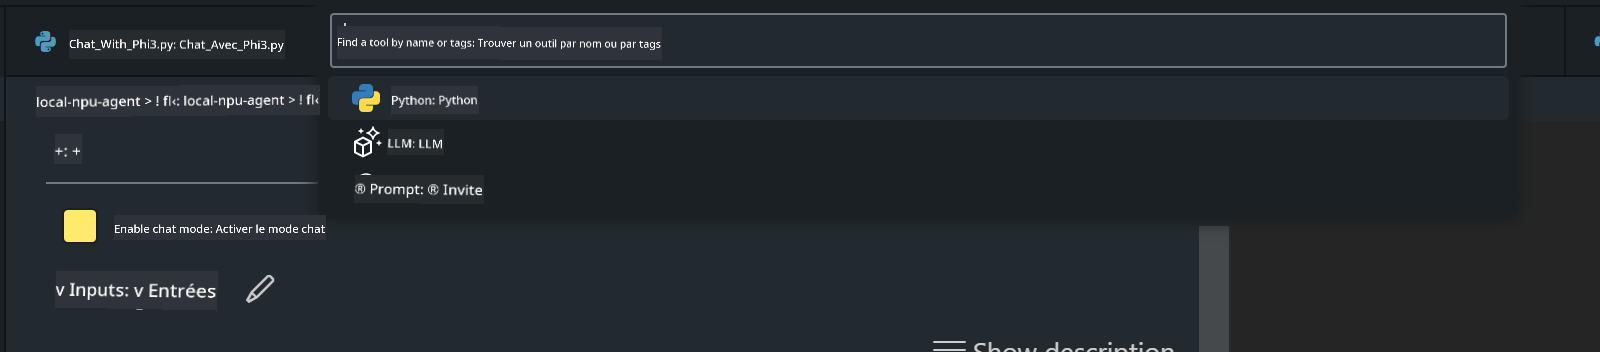 Chat_With_Phi3.py: Chat_Avec_Phi3.py
Find a tool by name or tags: Trouver un outil par nom ou par tags
local-npu-agent > ! fl‹: local-npu-agent > ! fl‹
Python: Python
+: +
LLM: LLM
® Prompt: ® Invite
Enable chat mode: Activer le mode chat
v Inputs: v Entrées
Show description